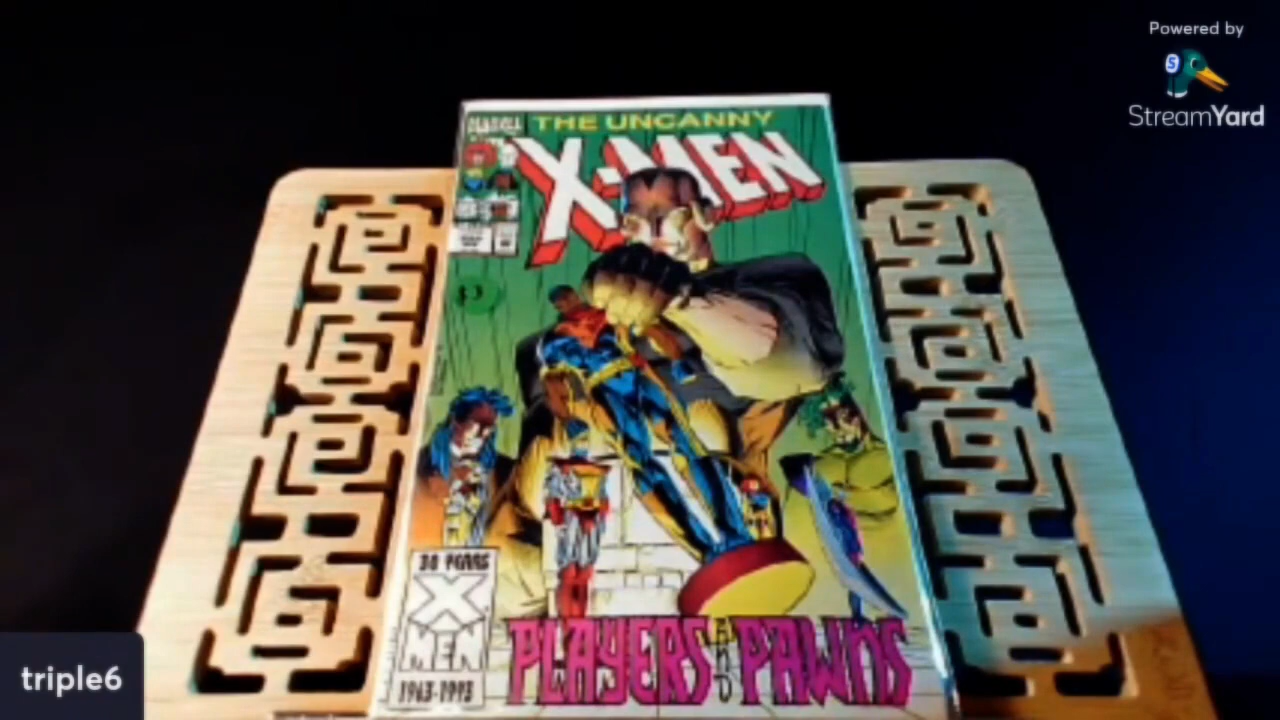 Powered by
StreamYard
MARVEL
THE UNCANNY
X-MEN
30 YEARS
X
MEN
1963-1993
PLAYERS AND PAWNS
triple6